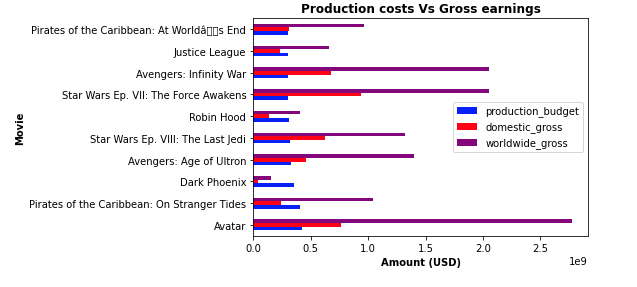 Production costs Vs Gross earnings
Pirates of the Caribbean: At Worldâ▯▯s End
Justice League
Avengers: Infinity War
Star Wars Ep. VII: The Force Awakens
Robin Hood
Star Wars Ep. VIII: The Last Jedi
Avengers: Age of Ultron
Dark Phoenix
Pirates of the Caribbean: On Stranger Tides
Avatar
Movie
production_budget
domestic_gross
worldwide_gross
0.0 0.5 1.0 1.5 2.0 2.5
1e9
Amount (USD)